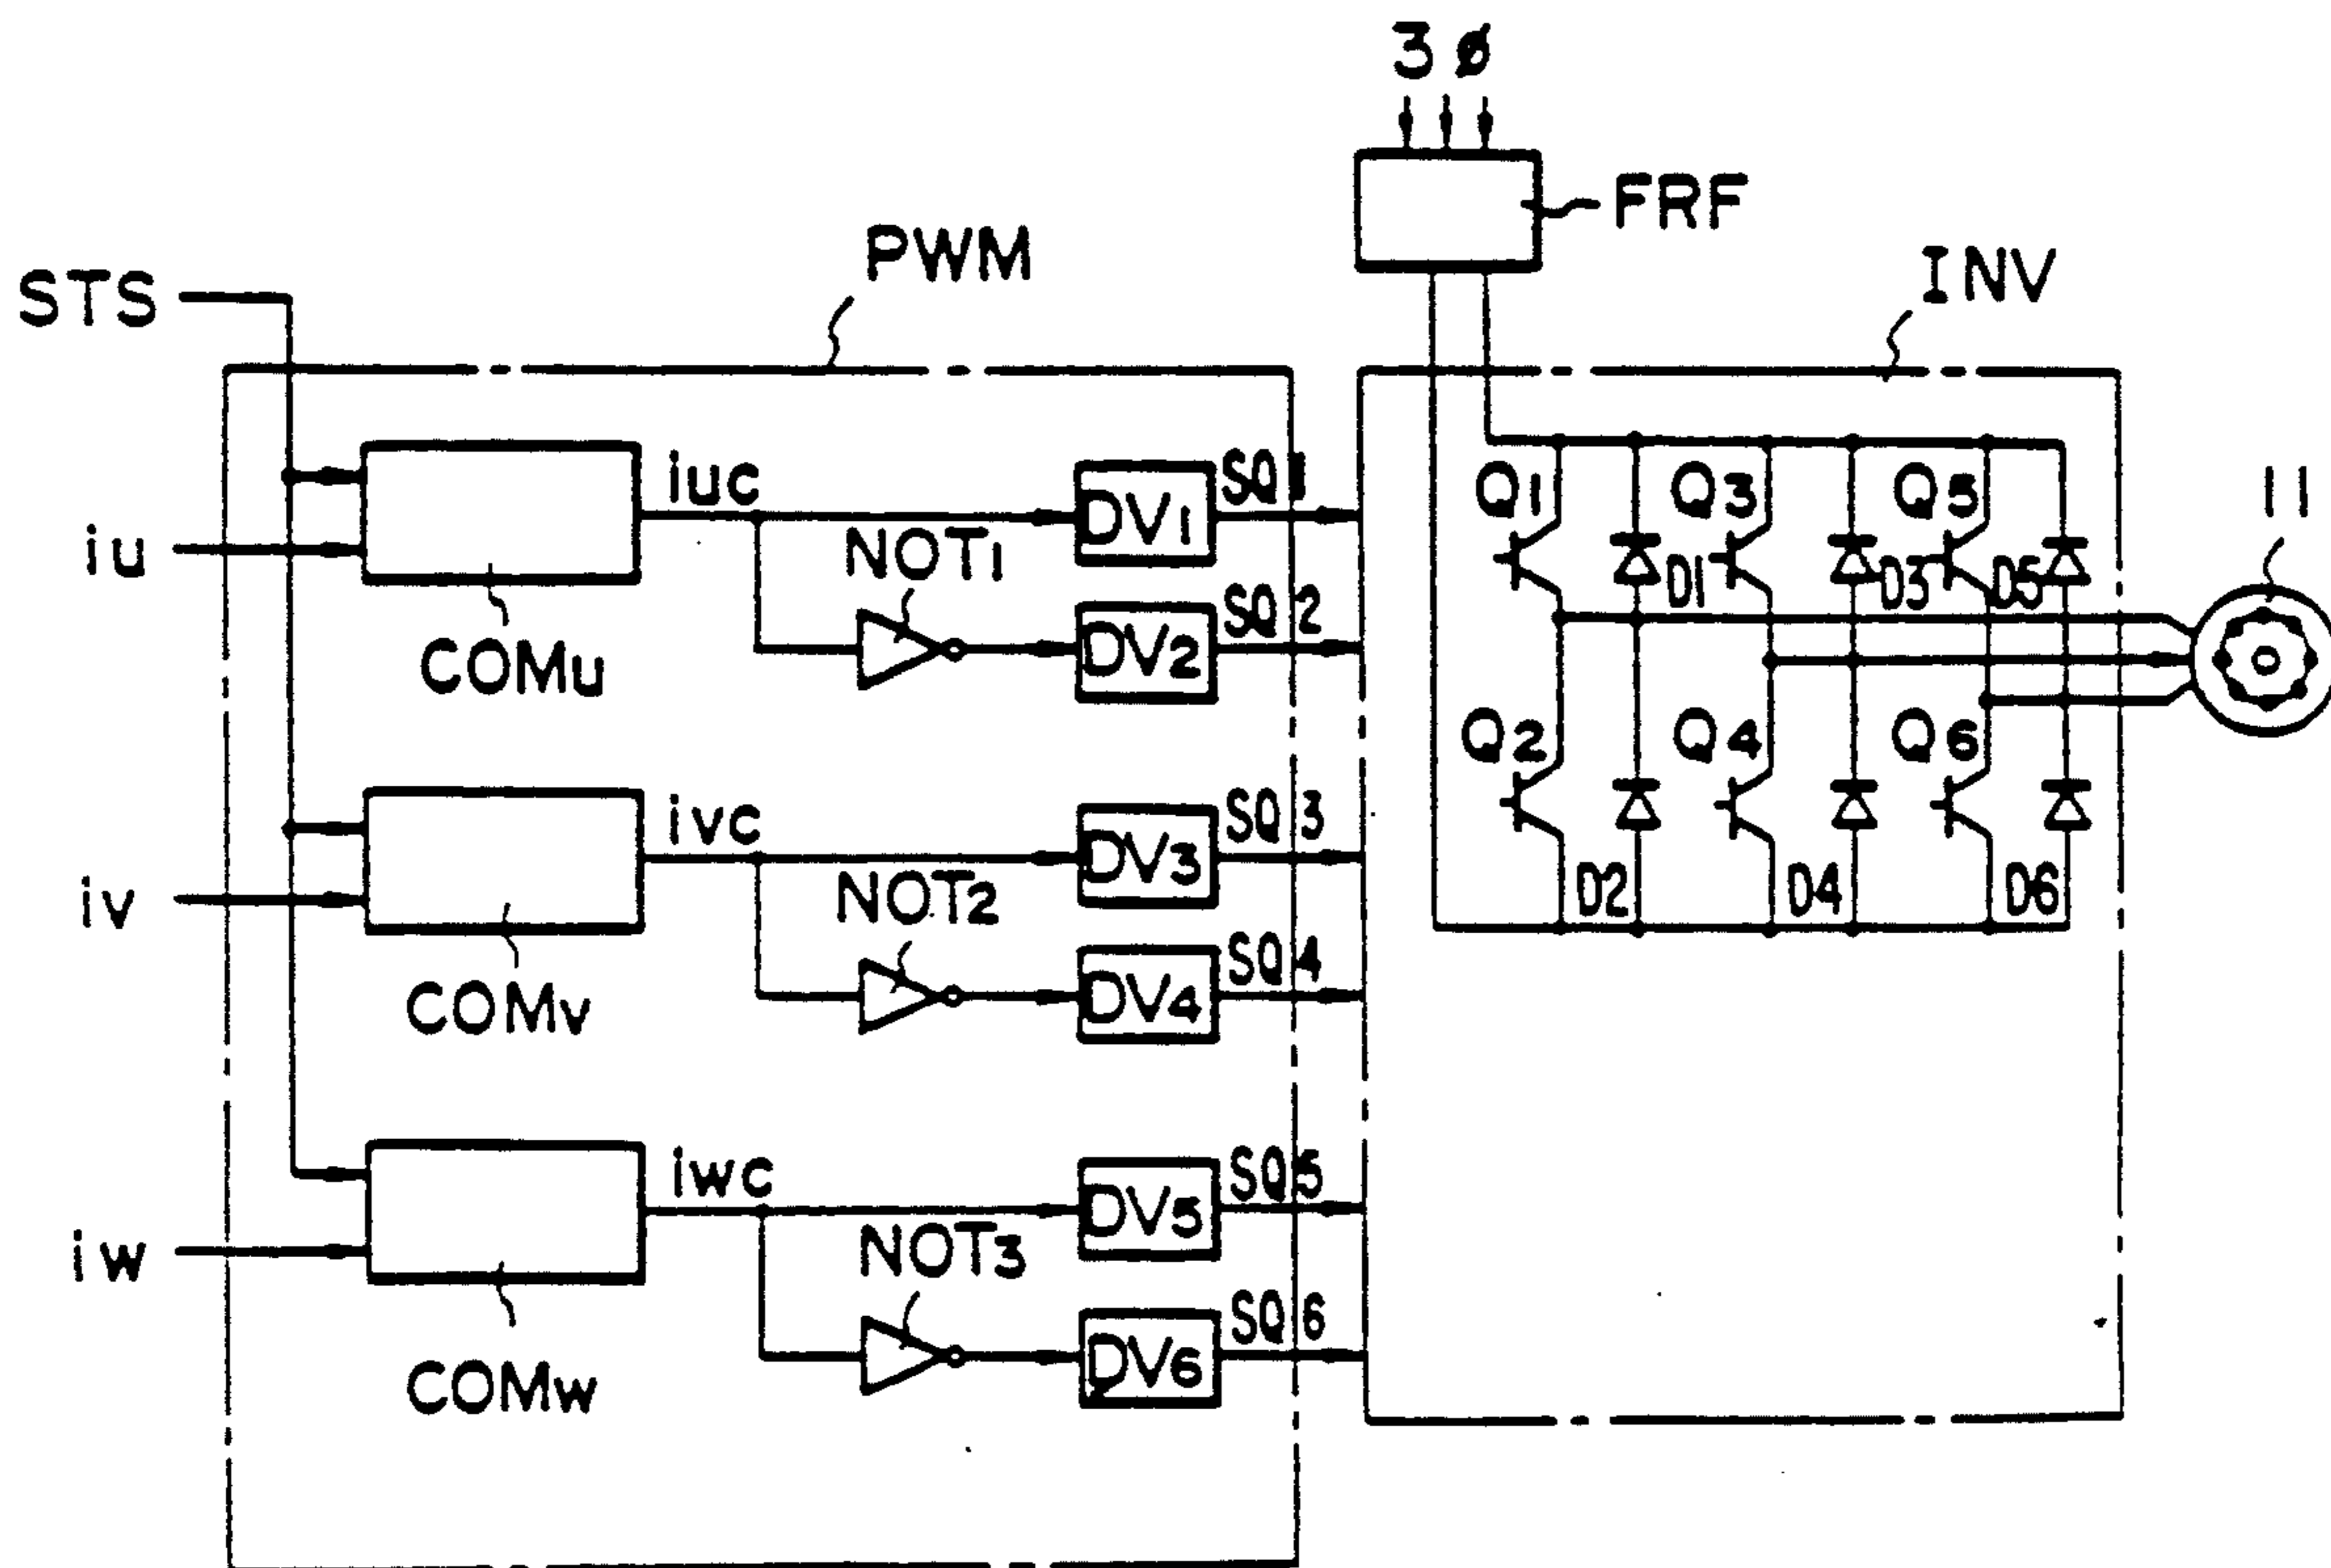 3ø
FRF
PWM
INV
STS
iuc
DV1
SQ1
NOT1
iu
DV2
SQ2
COMu
Q1
D1
Q3
D3
Q5
D5
11
Q2
D2
Q4
D4
Q6
D6
ivc
DV3
SQ3
NOT2
iv
DV4
SQ4
COMv
iwc
DV5
SQ5
NOT3
iw
DV6
SQ6
COMw